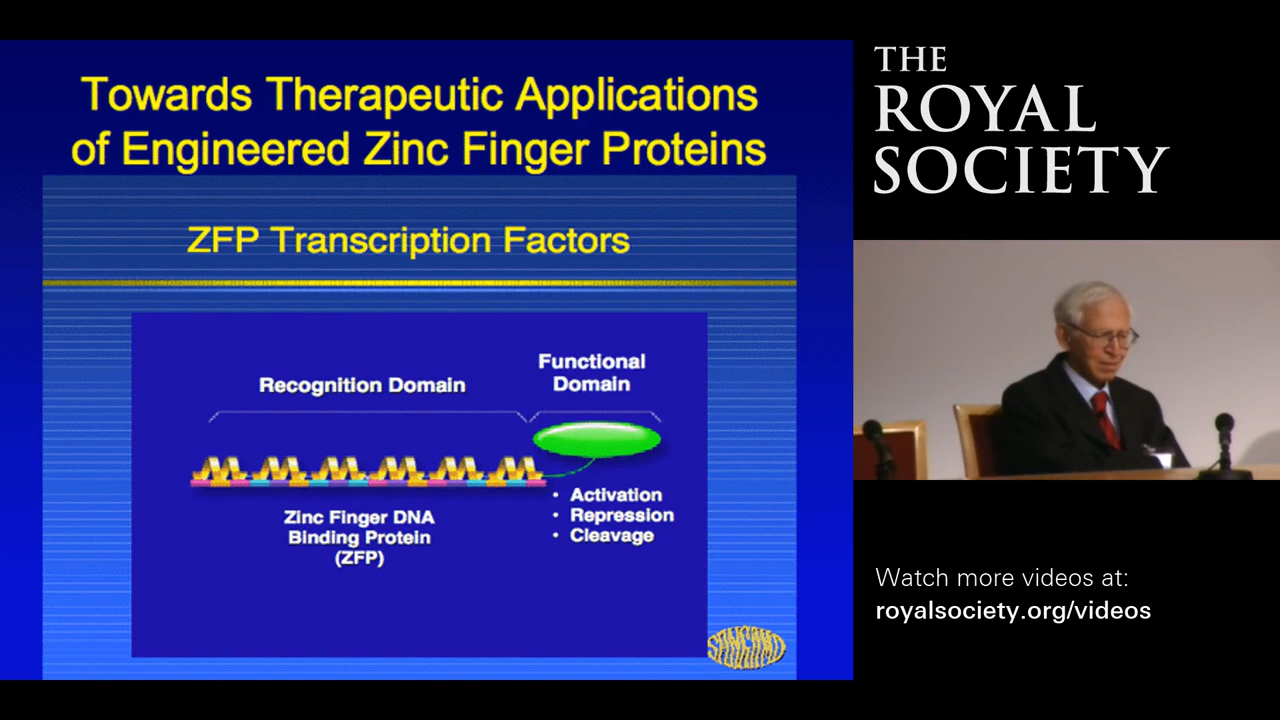 Towards Therapeutic Applications
of Engineered Zinc Finger Proteins
ZFP Transcription Factors
Recognition Domain
Functional
Domain
Zinc Finger DNA
Binding Protein
(ZFP)
• Activation
• Repression
• Cleavage
SANGAMO
THE
ROYAL
SOCIETY
Watch more videos at:
royalsociety.org/videos